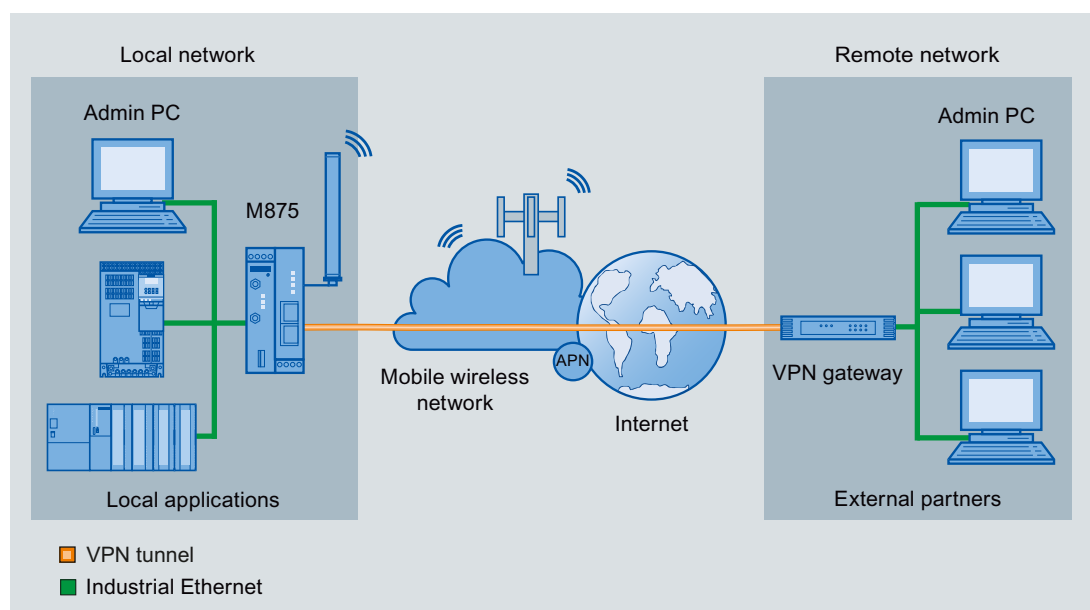 Local network
Remote network
Admin PC
Admin PC
M875
APN
Mobile wireless
network
VPN gateway
Internet
Local applications
External partners
VPN tunnel
Industrial Ethernet